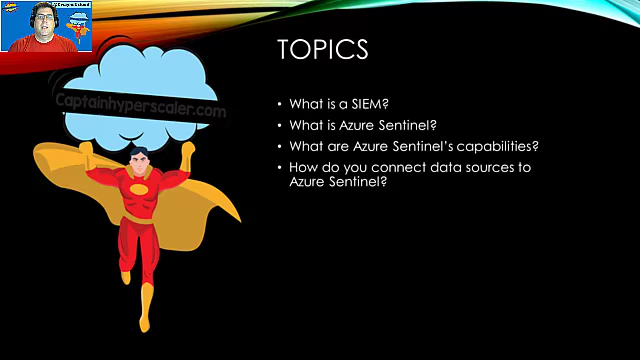 TOPICS
Captainhyperscaler.com
• What is a SIEM?
• What is Azure Sentinel?
• What are Azure Sentinel's capabilities?
• How do you connect data sources to
Azure Sentinel?